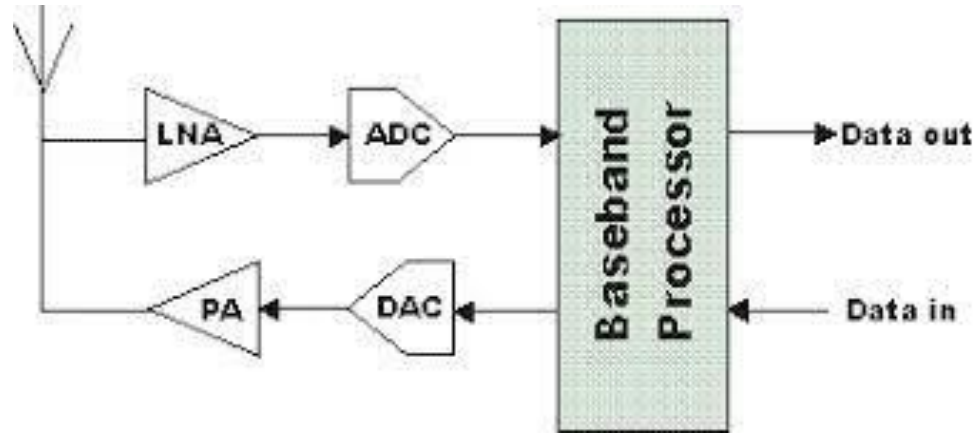 LNA
ADC
Baseband
Processor
Data out
PA
DAC
Data in